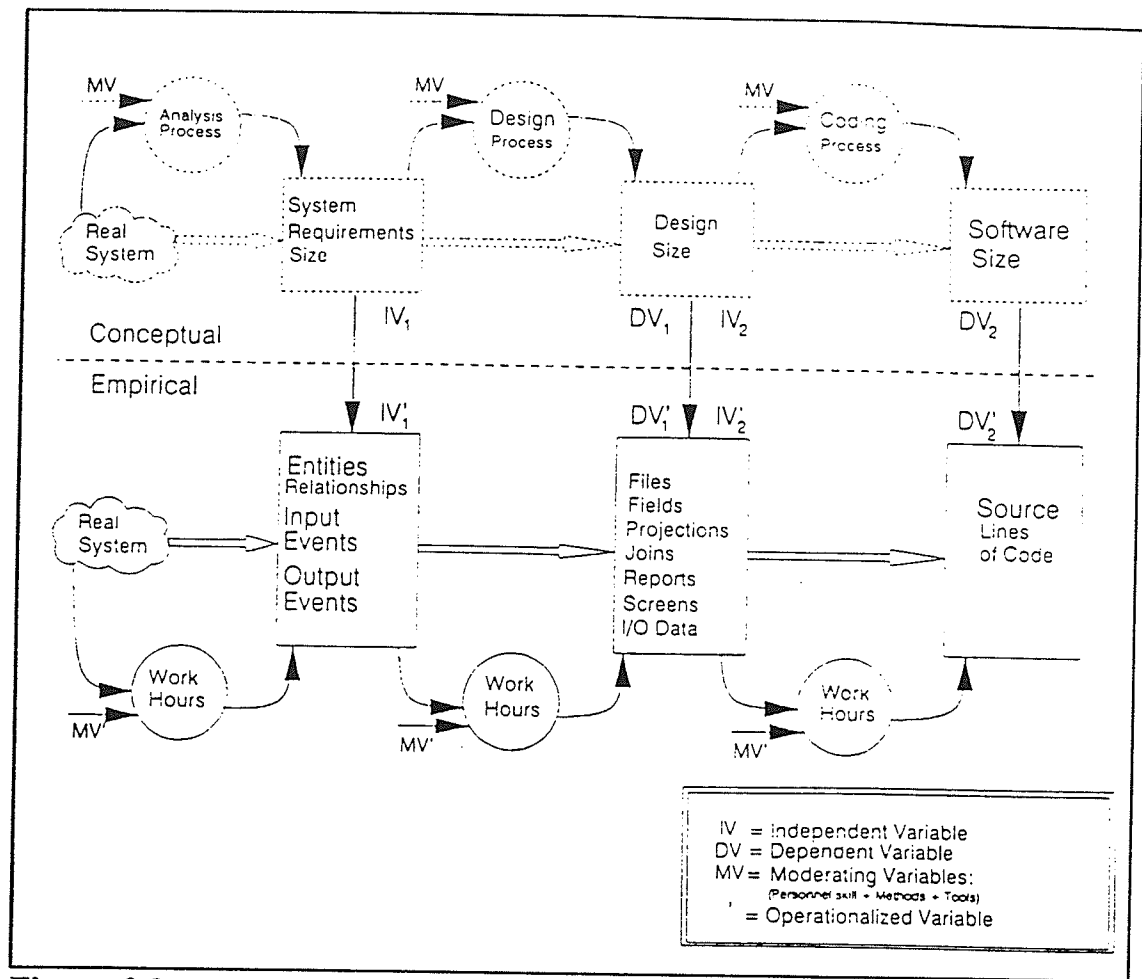 MV
Analysis
Process
MV
Design
Process
MV
Coding
Process
Real
System
System
Requirements
Size
Design
Size
Software
Size
IV₁
DV₁
IV₂
DV₂
Conceptual
Empirical
IV'₁
DV'₁
IV'₂
DV'₂
Real
System
Entities
Relationships
Input
Events
Output
Events
Files
Fields
Projections
Joins
Reports
Screens
I/O Data
Source
Lines
of Code
Work
Hours
MV'
Work
Hours
MV'
Work
Hours
MV'
IV = Independent Variable
DV = Dependent Variable
MV = Moderating Variables:
(Personnel skill + Methods + Tools)
' = Operationalized Variable